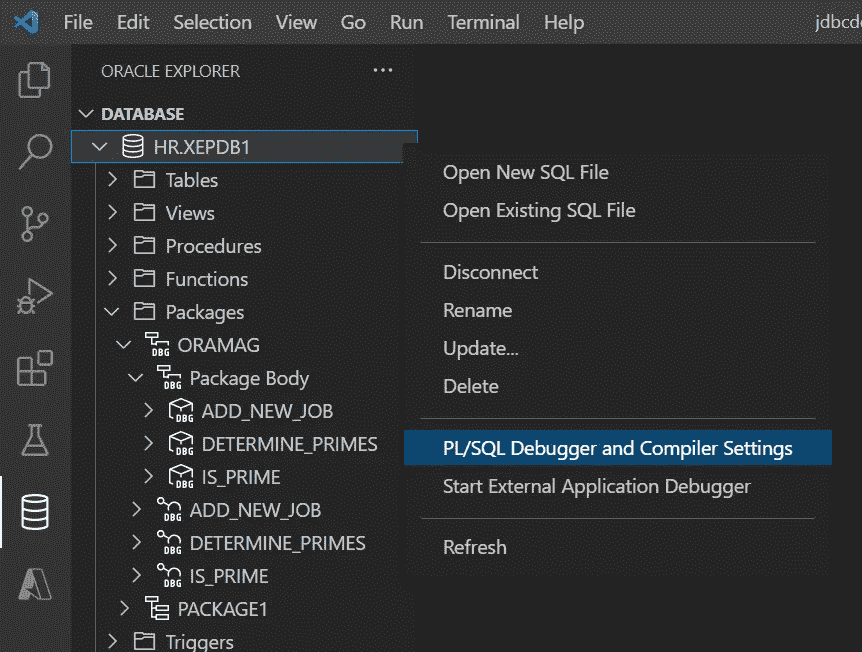 File Edit Selection View Go Run Terminal Help jdbcd
ORACLE EXPLORER ...
DATABASE
HR.XEPDB1
Tables
Views
Procedures
Functions
Packages
DBG ORAMAG
DBG Package Body
DBG ADD_NEW_JOB
DBG DETERMINE_PRIMES
DBG IS_PRIME
DBG ADD_NEW_JOB
DBG DETERMINE_PRIMES
DBG IS_PRIME
PACKAGE1
Triggers
Open New SQL File
Open Existing SQL File
Disconnect
Rename
Update...
Delete
PL/SQL Debugger and Compiler Settings
Start External Application Debugger
Refresh